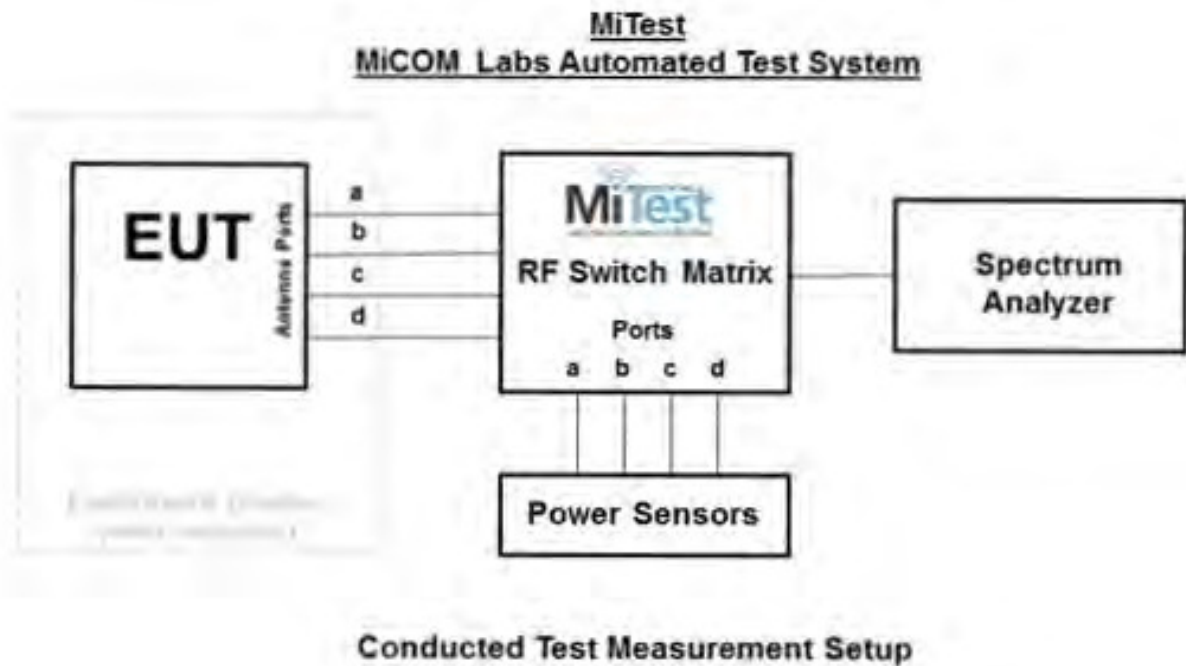 MiTest
MiCOM Labs Automated Test System
EUT
Antenna Ports
a
b
c
d
MiTest
RF Switch Matrix
Ports
a b c d
Spectrum
Analyzer
Power Sensors
Conducted Test Measurement Setup